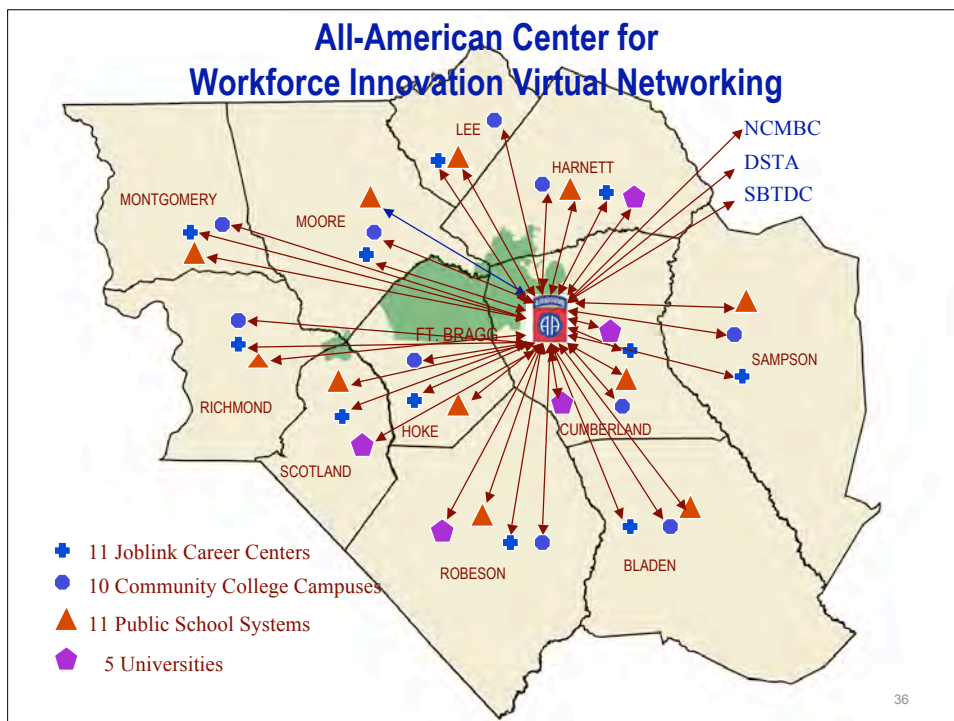 All-American Center for
Workforce Innovation Virtual Networking
NCMBC
DSTA
SBTDC
LEE
HARNETT
MONTGOMERY
MOORE
FT. BRAGG
AA
SAMPSON
RICHMOND
HOKE
CUMBERLAND
SCOTLAND
ROBESON
BLADEN
11 Joblink Career Centers
10 Community College Campuses
11 Public School Systems
5 Universities
36